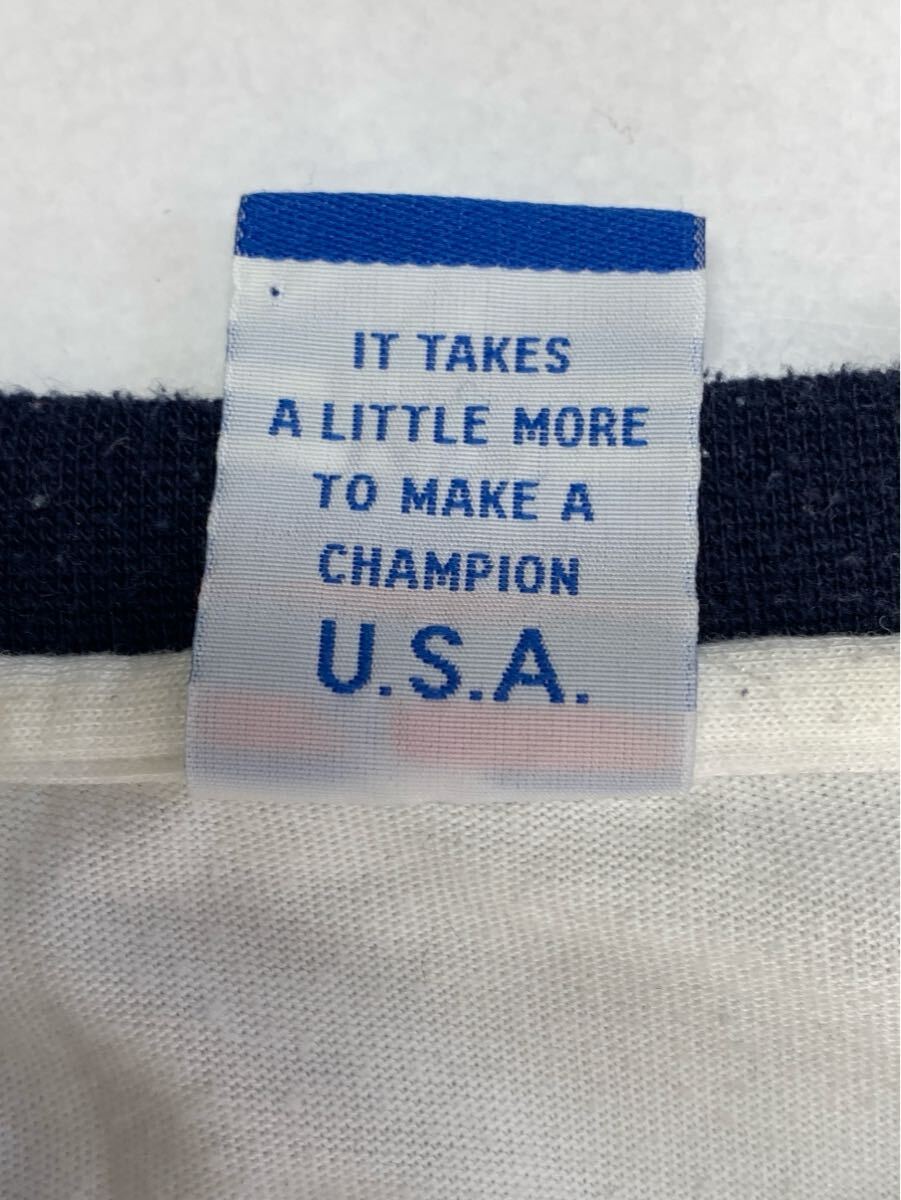 IT TAKES
A LITTLE MORE
TO MAKE A
CHAMPION
U.S.A.